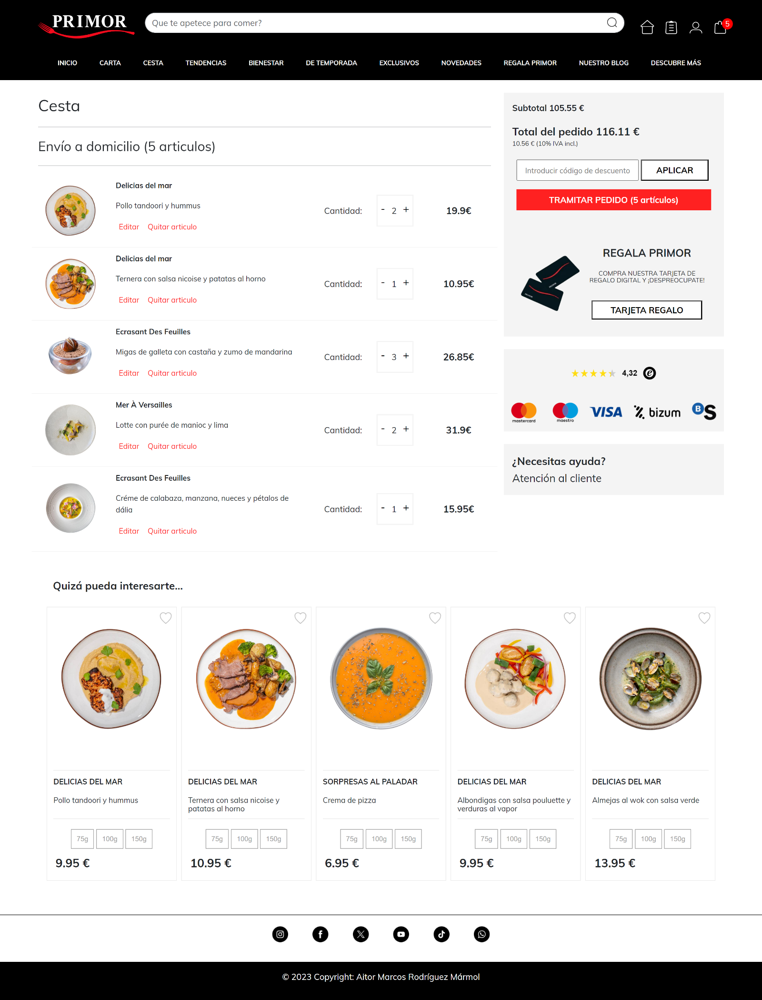 PRIMOR
Que te apetece para comer?
5
INICIO CARTA CESTA TENDENCIAS BIENESTAR DE TEMPORADA EXCLUSIVOS NOVEDADES REGALA PRIMOR NUESTRO BLOG DESCUBRE MÁS
Cesta
Envío a domicilio (5 articulos)
Delicias del mar
Pollo tandoori y hummus
Editar Quitar articulo
Cantidad: - 2 + 19.9€
Delicias del mar
Ternera con salsa nicoise y patatas al horno
Editar Quitar articulo
Cantidad: - 1 + 10.95€
Ecrasant Des Feuilles
Migas de galleta con castaña y zumo de mandarina
Editar Quitar articulo
Cantidad: - 3 + 26.85€
Mer À Versailles
Lotte con purée de manioc y lima
Editar Quitar articulo
Cantidad: - 2 + 31.9€
Ecrasant Des Feuilles
Créme de calabaza, manzana, nueces y pétalos de
dália
Editar Quitar articulo
Cantidad: - 1 + 15.95€
Subtotal 105.55 €
Total del pedido 116.11 €
10.56 € (10% IVA incl.)
Introducir código de descuento APLICAR
TRAMITAR PEDIDO (5 artículos)
REGALA PRIMOR
COMPRA NUESTRA TARJETA DE
REGALO DIGITAL Y ¡DESPREOCUPATE!
TARJETA REGALO
4,32 e
mastercard maestro VISA bizum B S
¿Necesitas ayuda?
Atención al cliente
Quizá pueda interesarte...
DELICIAS DEL MAR
Pollo tandoori y hummus
75g 100g 150g
9.95 €
DELICIAS DEL MAR
Ternera con salsa nicoise y
patatas al horno
75g 100g 150g
10.95 €
SORPRESAS AL PALADAR
Crema de pizza
75g 100g 150g
6.95 €
DELICIAS DEL MAR
Albondigas con salsa pouluette y
verduras al vapor
75g 100g 150g
9.95 €
DELICIAS DEL MAR
Almejas al wok con salsa verde
75g 100g 150g
13.95 €
© 2023 Copyright: Aitor Marcos Rodríguez Mármol